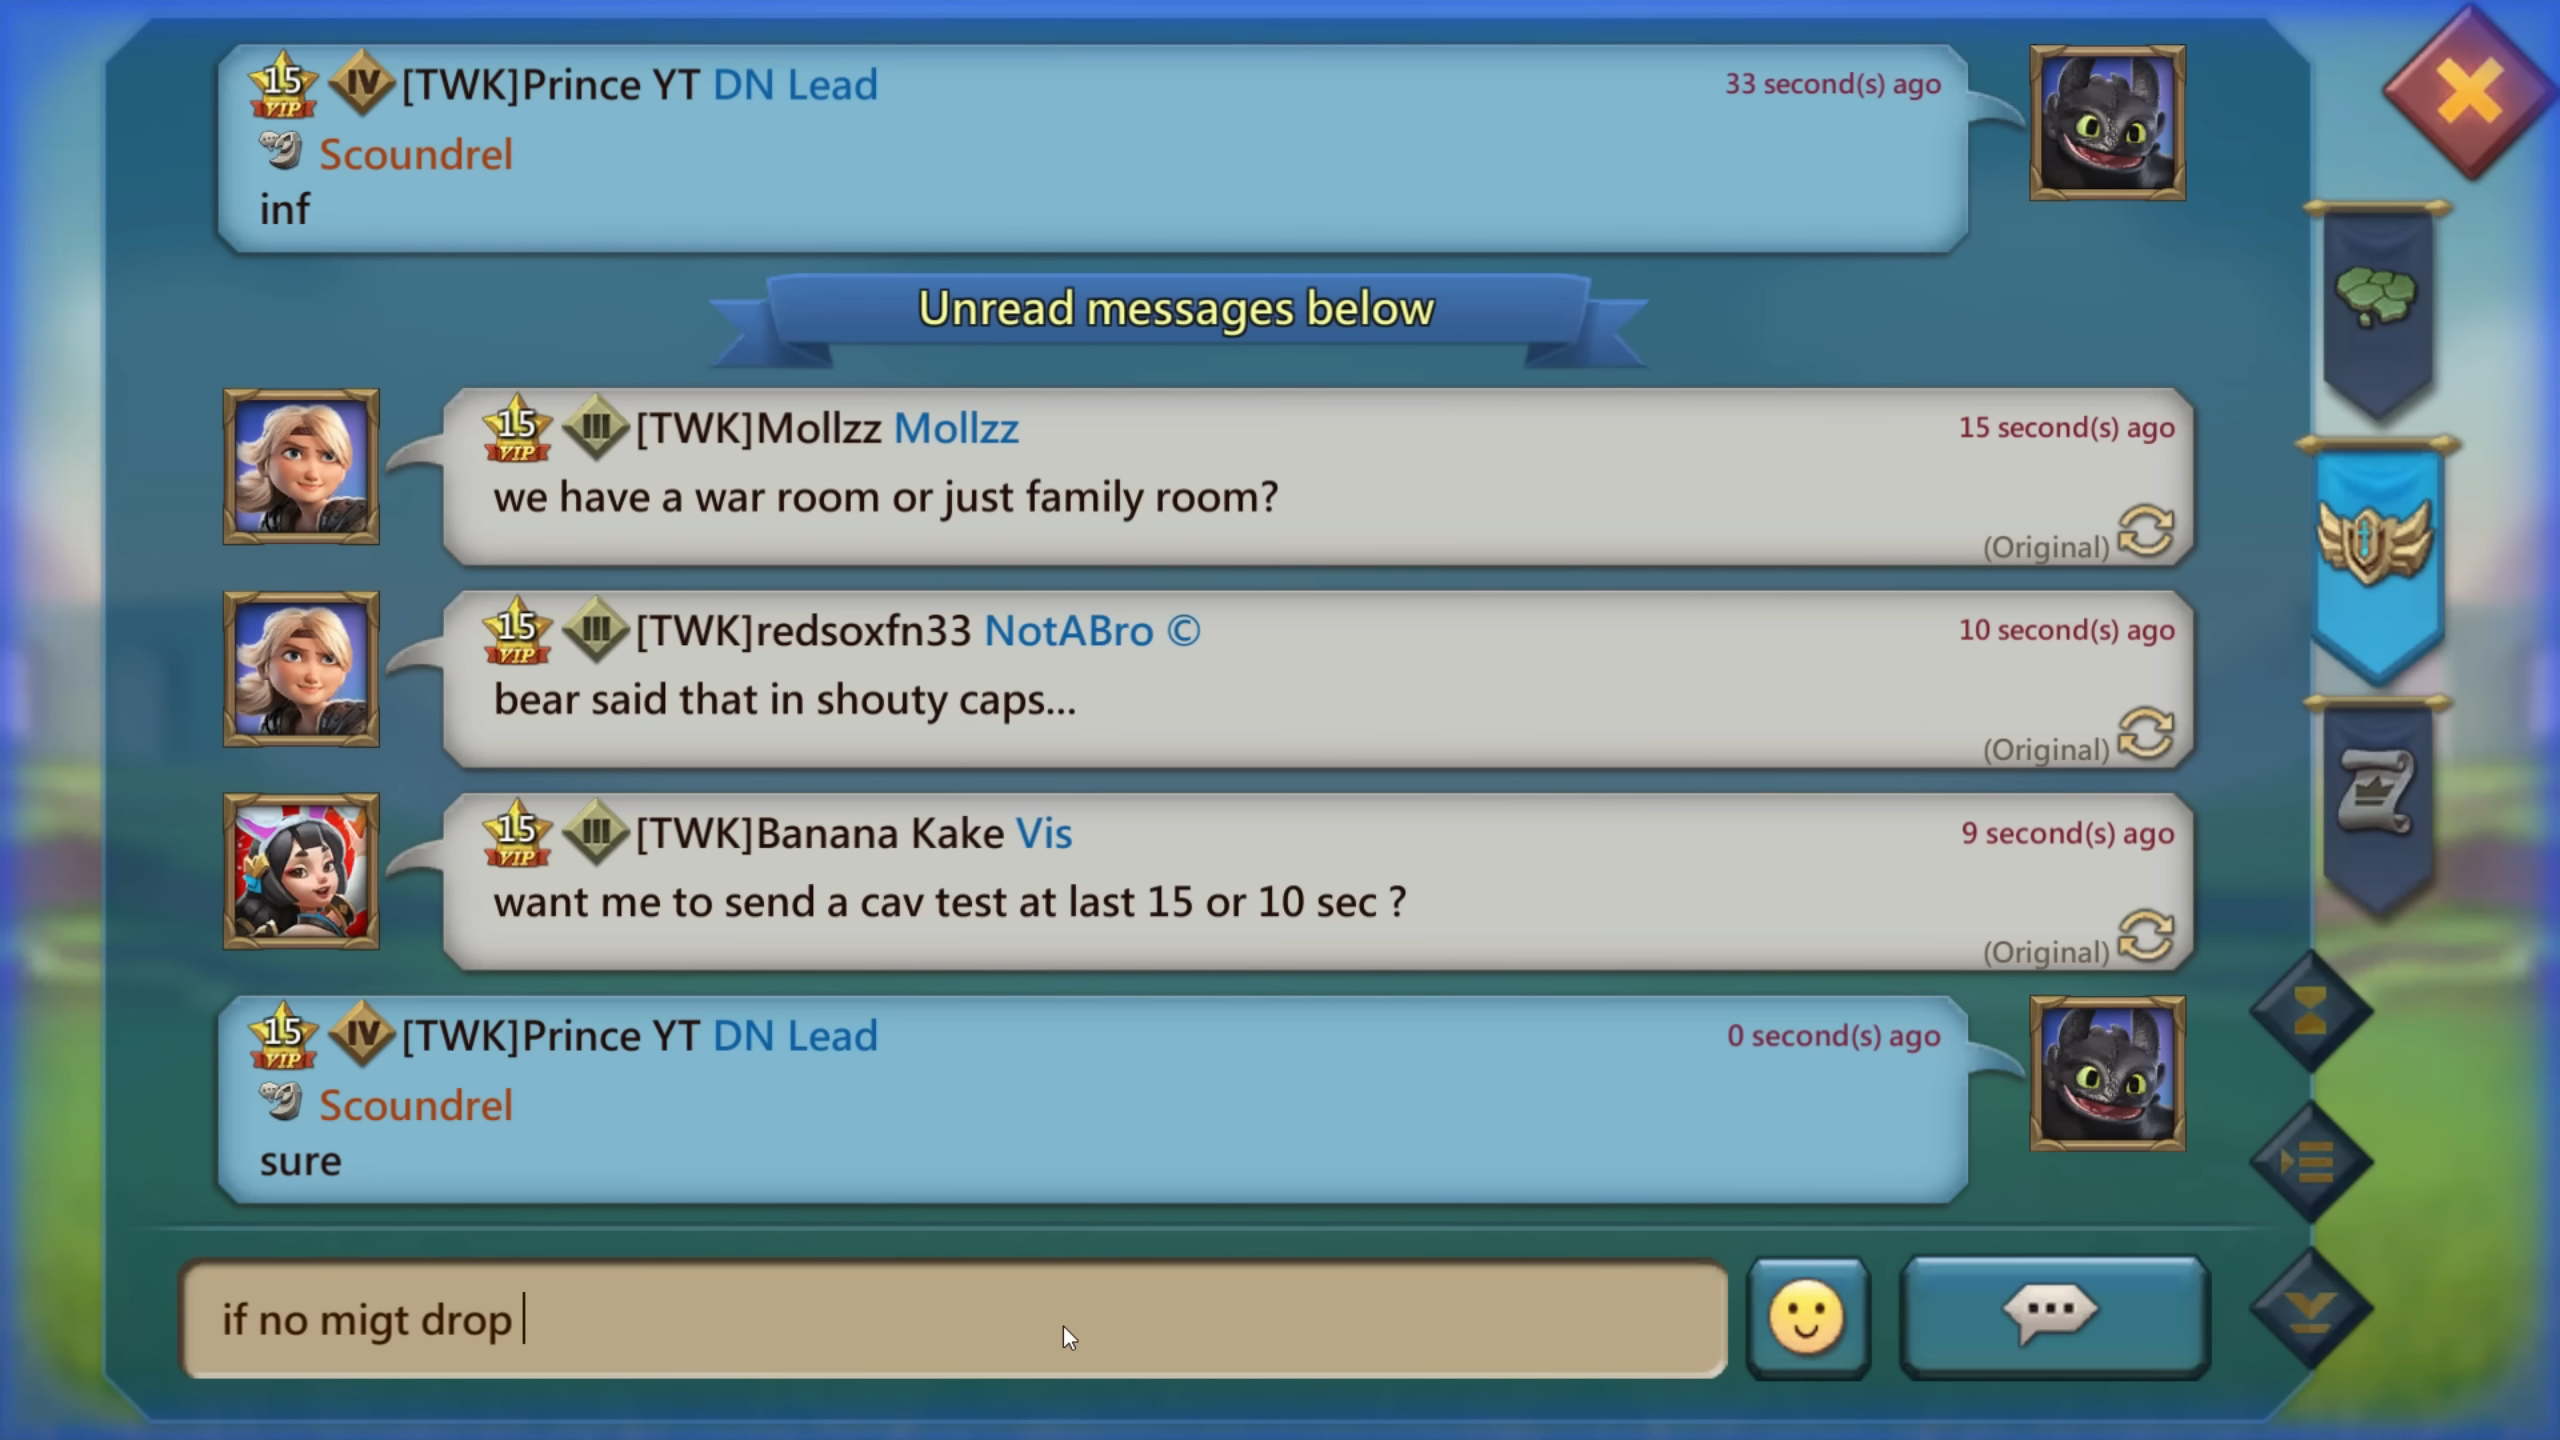 15 VIP IV [TWK]Prince YT DN Lead 33 second(s) ago
Scoundrel
inf
Unread messages below
15 VIP III [TWK]Mollzz Mollzz 15 second(s) ago
we have a war room or just family room?
(Original)
15 VIP III [TWK]redsoxfn33 NotABro © 10 second(s) ago
bear said that in shouty caps...
(Original)
15 VIP III [TWK]Banana Kake Vis 9 second(s) ago
want me to send a cav test at last 15 or 10 sec ?
(Original)
15 VIP IV [TWK]Prince YT DN Lead 0 second(s) ago
Scoundrel
sure
if no migt drop